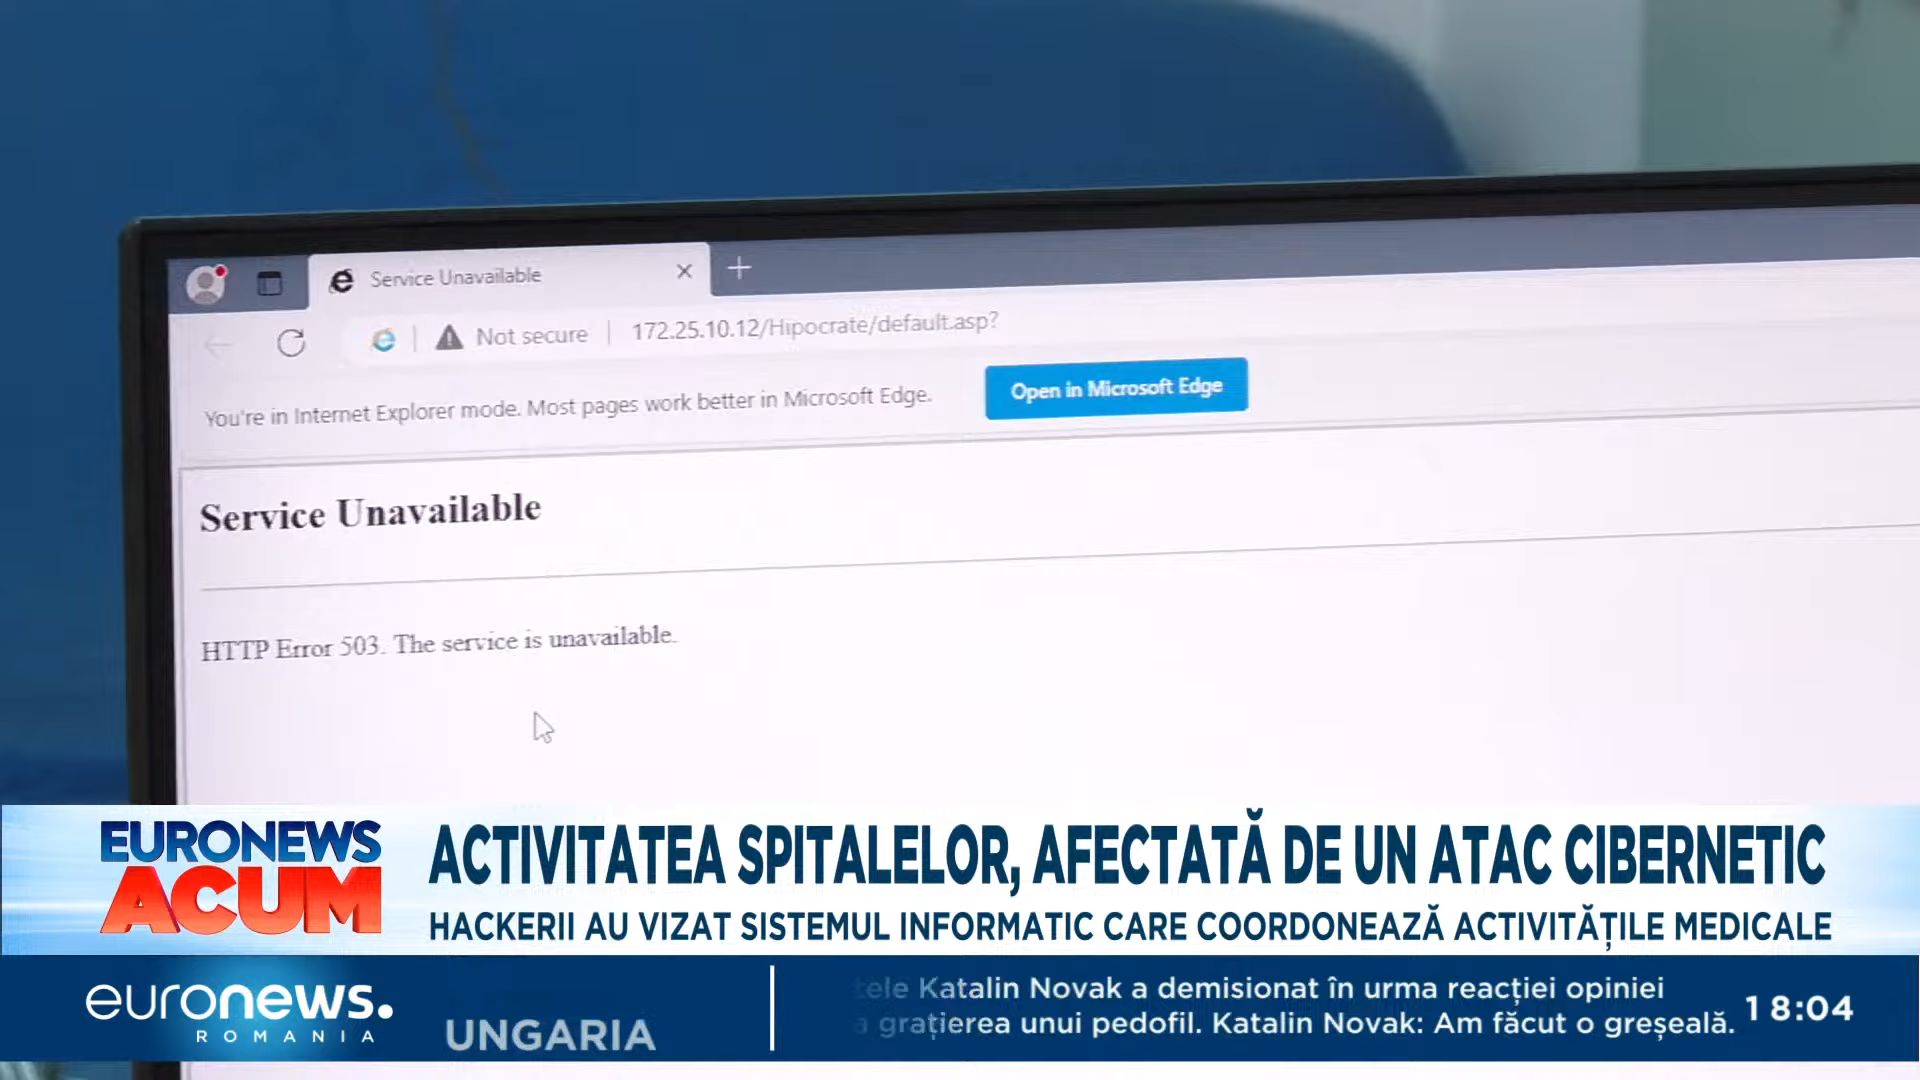 Service Unavailable
Not secure
172.25.10.12/Hipocrate/default.asp?
You're in Internet Explorer mode. Most pages work better in Microsoft Edge.
Open in Microsoft Edge
Service Unavailable
HTTP Error 503. The service is unavailable.
EURONEWS
ACUM
ACTIVITATEA SPITALELOR, AFECTATĂ DE UN ATAC CIBERNETIC
HACKERII AU VIZAT SISTEMUL INFORMATIC CARE COORDONEAZĂ ACTIVITĂȚILE MEDICALE
euronews.
ROMANIA
UNGARIA
Katalin Novak a demisionat în urma reacției opiniei
grațierea unui pedofil. Katalin Novak: Am făcut o greșeală.
18:04